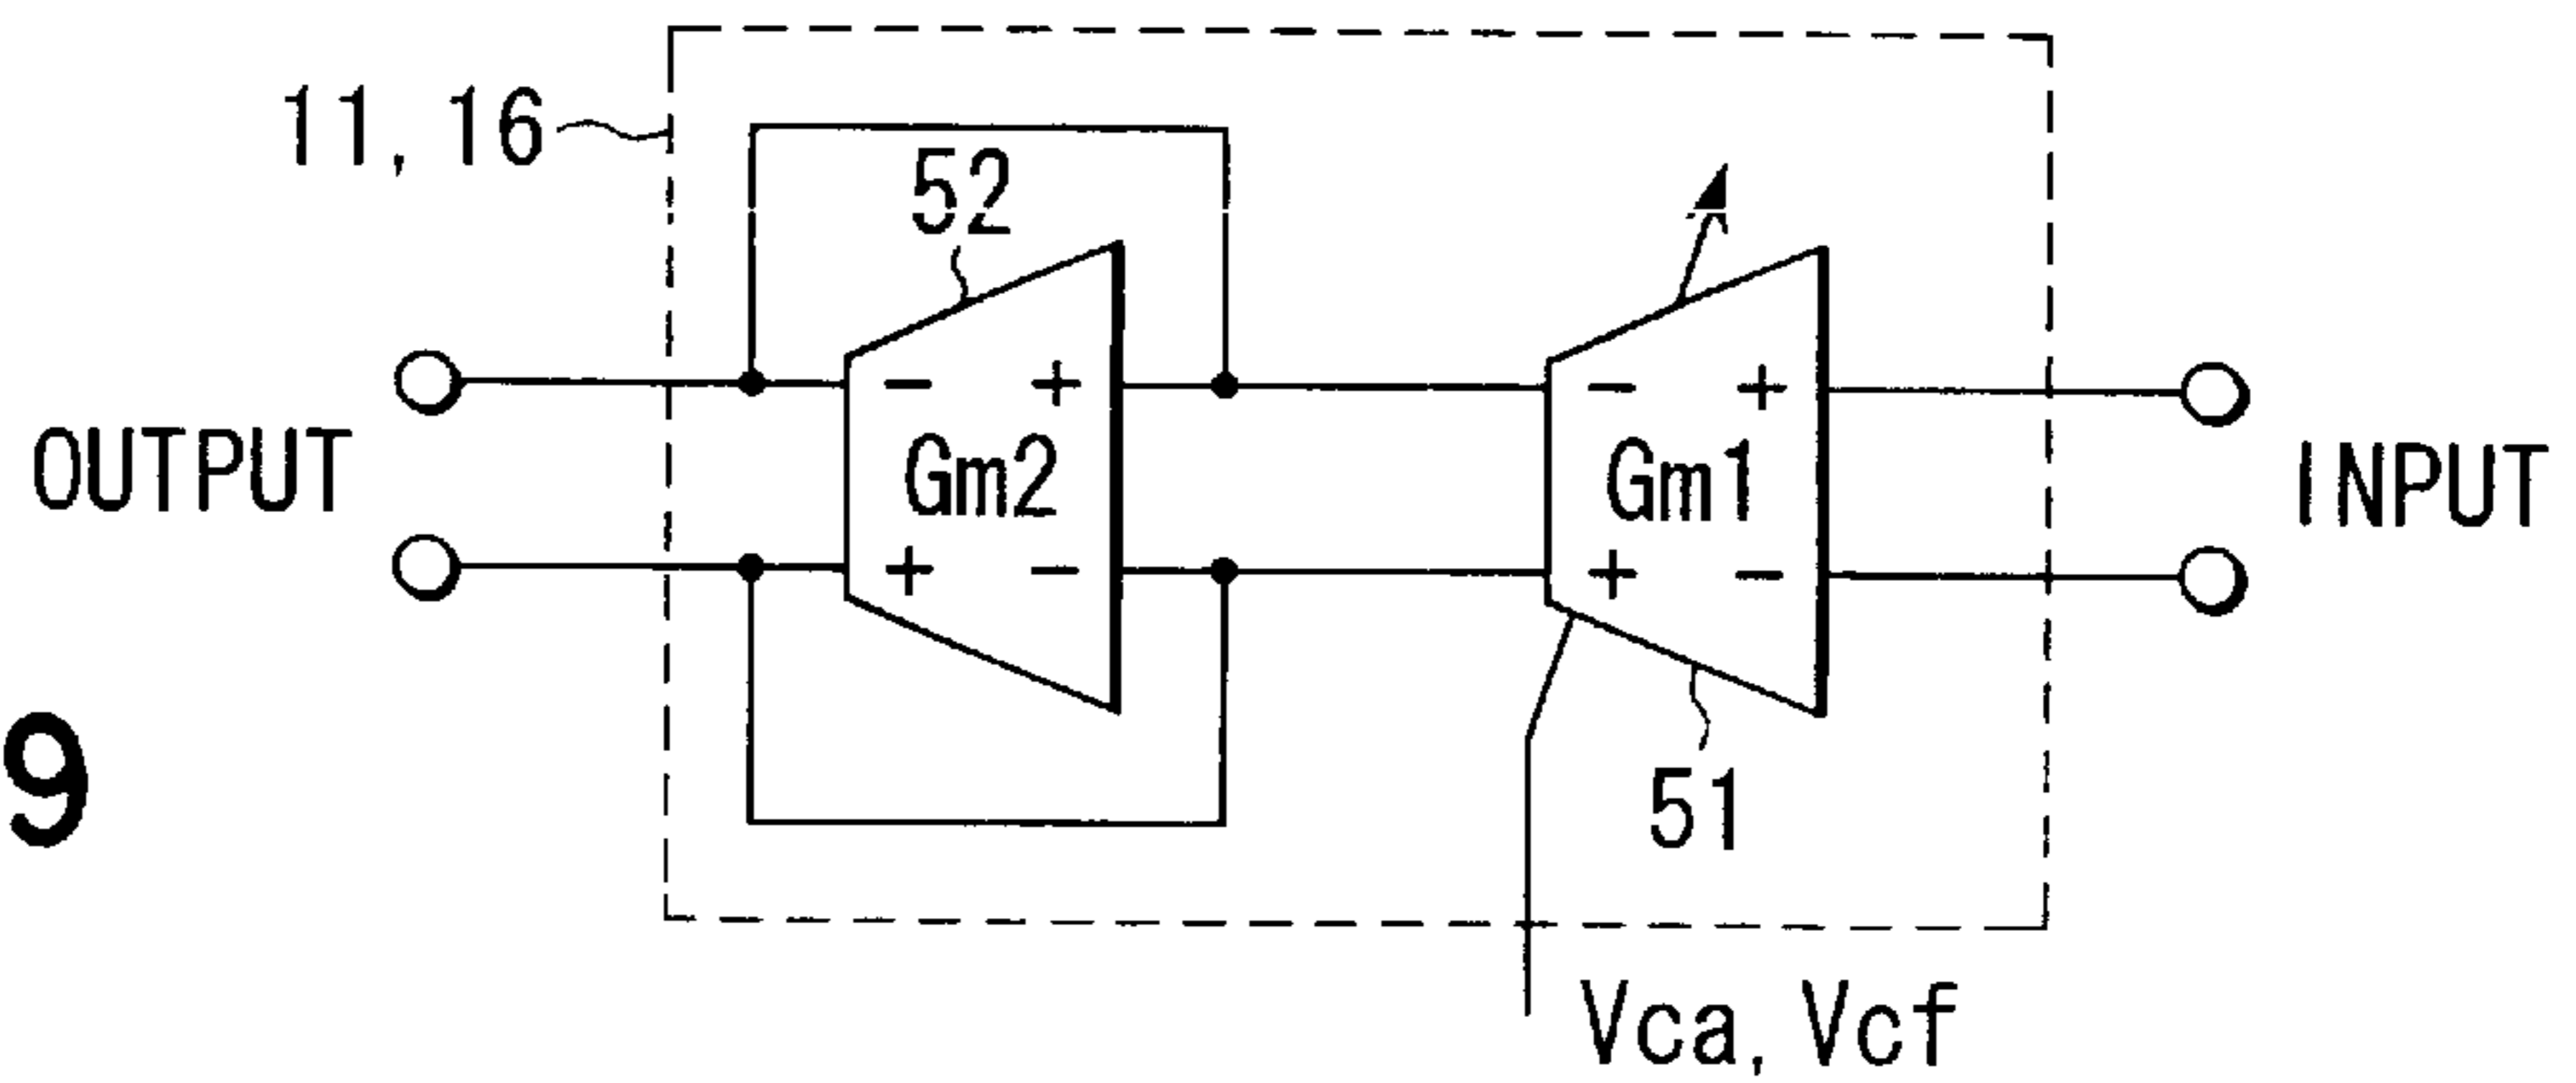 11, 16
52
- +
- +
OUTPUT
Gm2
Gm1
INPUT
+ -
+ -
9
51
Vca, Vcf